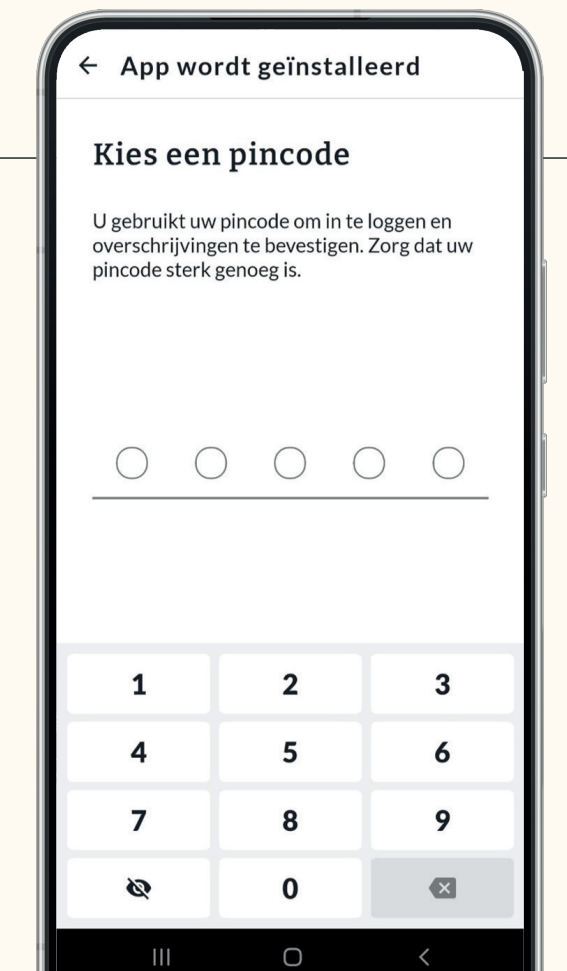 App wordt geïnstalleerd
Kies een pincode
U gebruikt uw pincode om in te loggen en
overschrijvingen te bevestigen. Zorg dat uw
pincode sterk genoeg is.
1 2 3
4 5 6
7 8 9
0